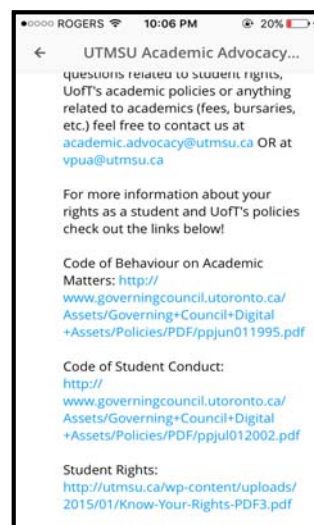 ROGERS 10:06 PM 20%
← UTMSU Academic Advocacy...
questions related to student rights,
UofT's academic policies or anything
related to academics (fees, bursaries,
etc.) feel free to contact us at
academic.advocacy@utmsu.ca OR at
vpua@utmsu.ca
For more information about your
rights as a student and UofT's policies
check out the links below!
Code of Behaviour on Academic
Matters: http://
www.governingcouncil.utoronto.ca/
Assets/Governing+Council+Digital
+Assets/Policies/PDF/ppjun011995.pdf
Code of Student Conduct:
http://
www.governingcouncil.utoronto.ca/
Assets/Governing+Council+Digital
+Assets/Policies/PDF/ppjul012002.pdf
Student Rights:
http://utmsu.ca/wp-content/uploads/
2015/01/Know-Your-Rights-PDF3.pdf